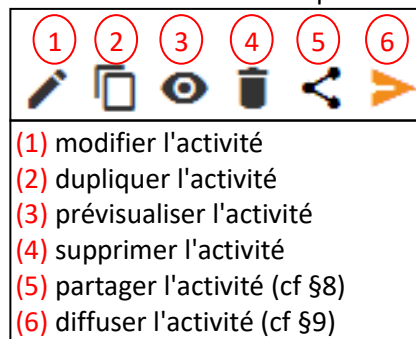 1 2 3 4 5 6
(1) modifier l'activité
(2) dupliquer l'activité
(3) prévisualiser l'activité
(4) supprimer l'activité
(5) partager l'activité (cf §8)
(6) diffuser l'activité (cf §9)